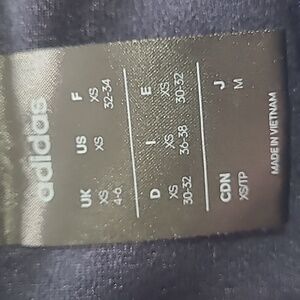 adidas
UK US F
XS XS XS
4-6 32-34
D I E
XS XS XS
30-32 36-38 30-32
CDN J
XS/TP M
MADE IN VIETNAM